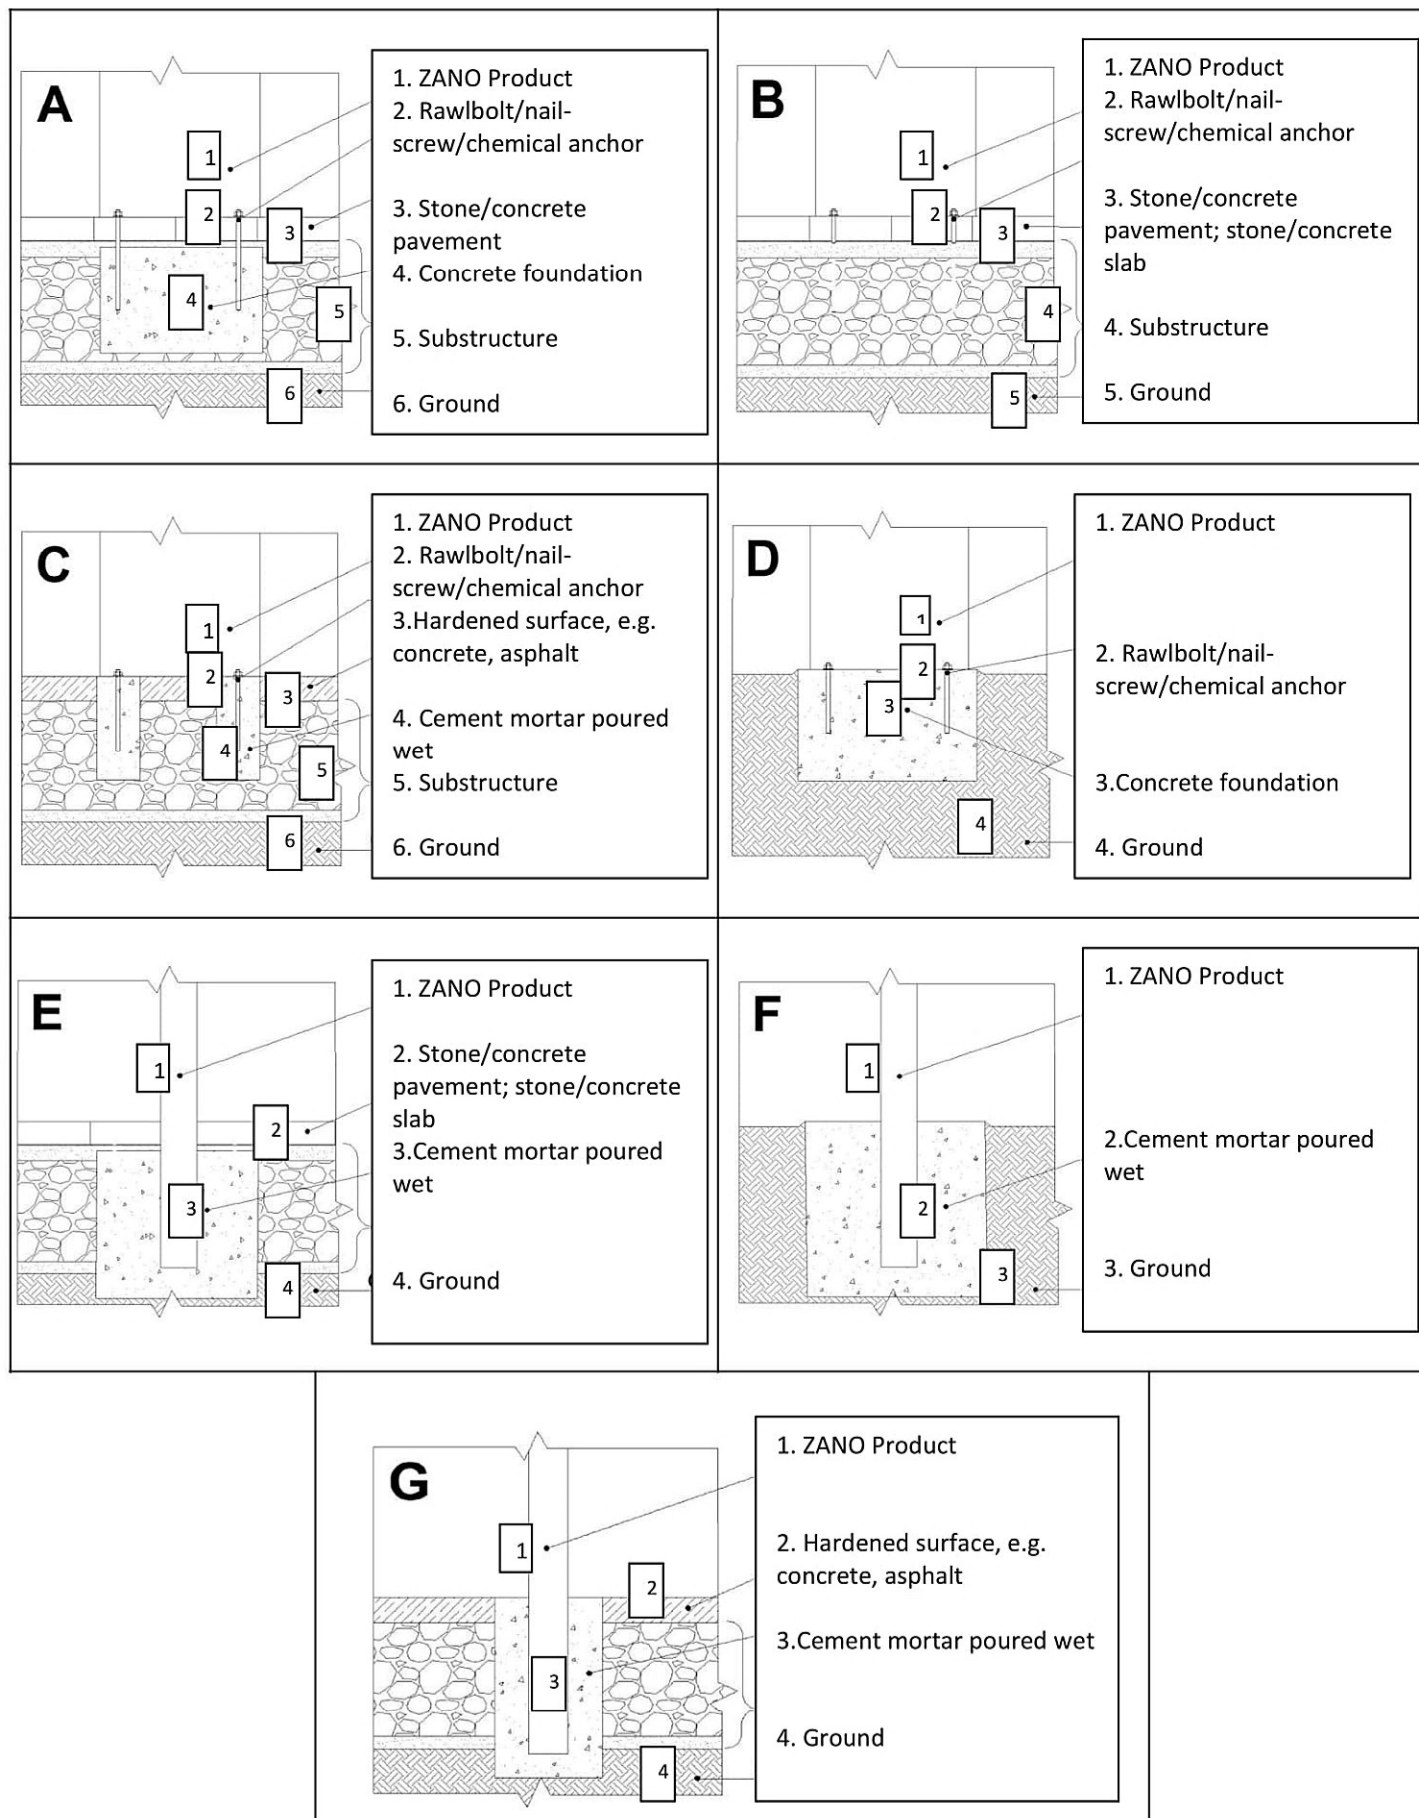 A
1
2
3
4
5
6
1. ZANO Product
2. Rawlbolt/nail-
screw/chemical anchor
3. Stone/concrete
pavement
4. Concrete foundation
5. Substructure
6. Ground
B
1
2
3
4
5
1. ZANO Product
2. Rawlbolt/nail-
screw/chemical anchor
3. Stone/concrete
pavement; stone/concrete
slab
4. Substructure
5. Ground
C
1
2
3
4
5
6
1. ZANO Product
2. Rawlbolt/nail-
screw/chemical anchor
3.Hardened surface, e.g.
concrete, asphalt
4. Cement mortar poured
wet
5. Substructure
6. Ground
D
1
2
3
4
1. ZANO Product
2. Rawlbolt/nail-
screw/chemical anchor
3.Concrete foundation
4. Ground
E
1
2
3
4
1. ZANO Product
2. Stone/concrete
pavement; stone/concrete
slab
3.Cement mortar poured
wet
4. Ground
F
1
2
3
1. ZANO Product
2.Cement mortar poured
wet
3. Ground
G
1
2
3
4
1. ZANO Product
2. Hardened surface, e.g.
concrete, asphalt
3.Cement mortar poured wet
4. Ground